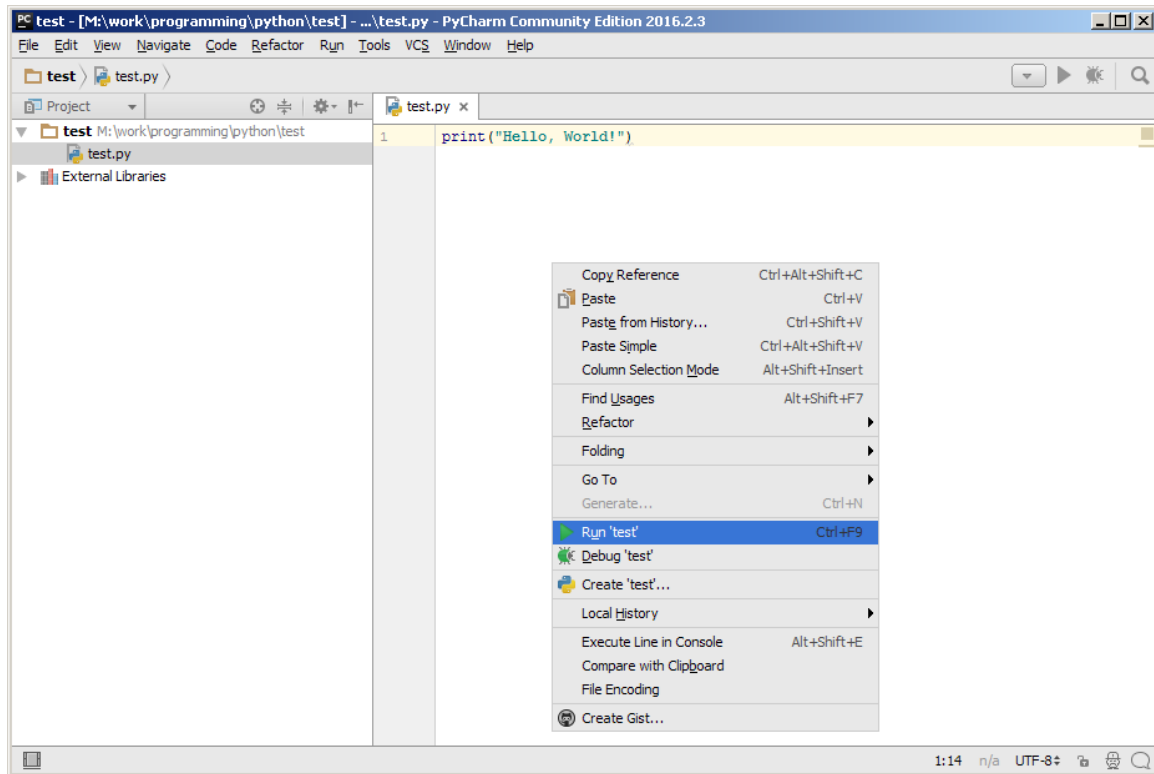 PC test - [M:\work\programming\python\test] - ...\test.py - PyCharm Community Edition 2016.2.3
File Edit View Navigate Code Refactor Run Tools VCS Window Help
test test.py
Project
test.py
test M:\work\programming\python\test
test.py
External Libraries
1 print("Hello, World!")
Copy Reference Ctrl+Alt+Shift+C
Paste Ctrl+V
Paste from History... Ctrl+Shift+V
Paste Simple Ctrl+Alt+Shift+V
Column Selection Mode Alt+Shift+Insert
Find Usages Alt+Shift+F7
Refactor
Folding
Go To
Generate... Ctrl+N
Run 'test' Ctrl+F9
Debug 'test'
Create 'test'...
Local History
Execute Line in Console Alt+Shift+E
Compare with Clipboard
File Encoding
Create Gist...
1:14 n/a UTF-8